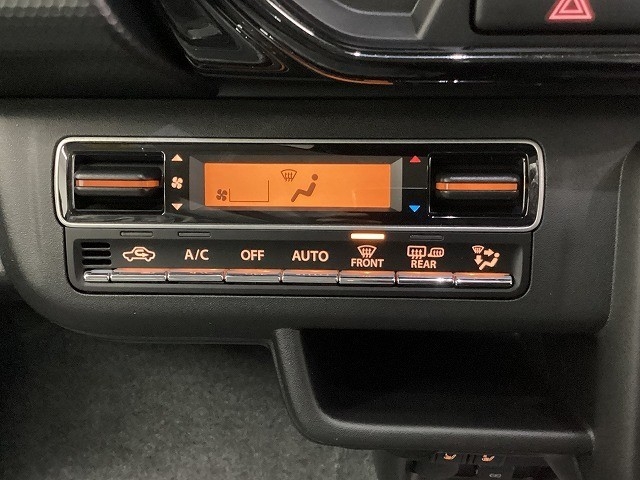 A/C OFF AUTO FRONT REAR